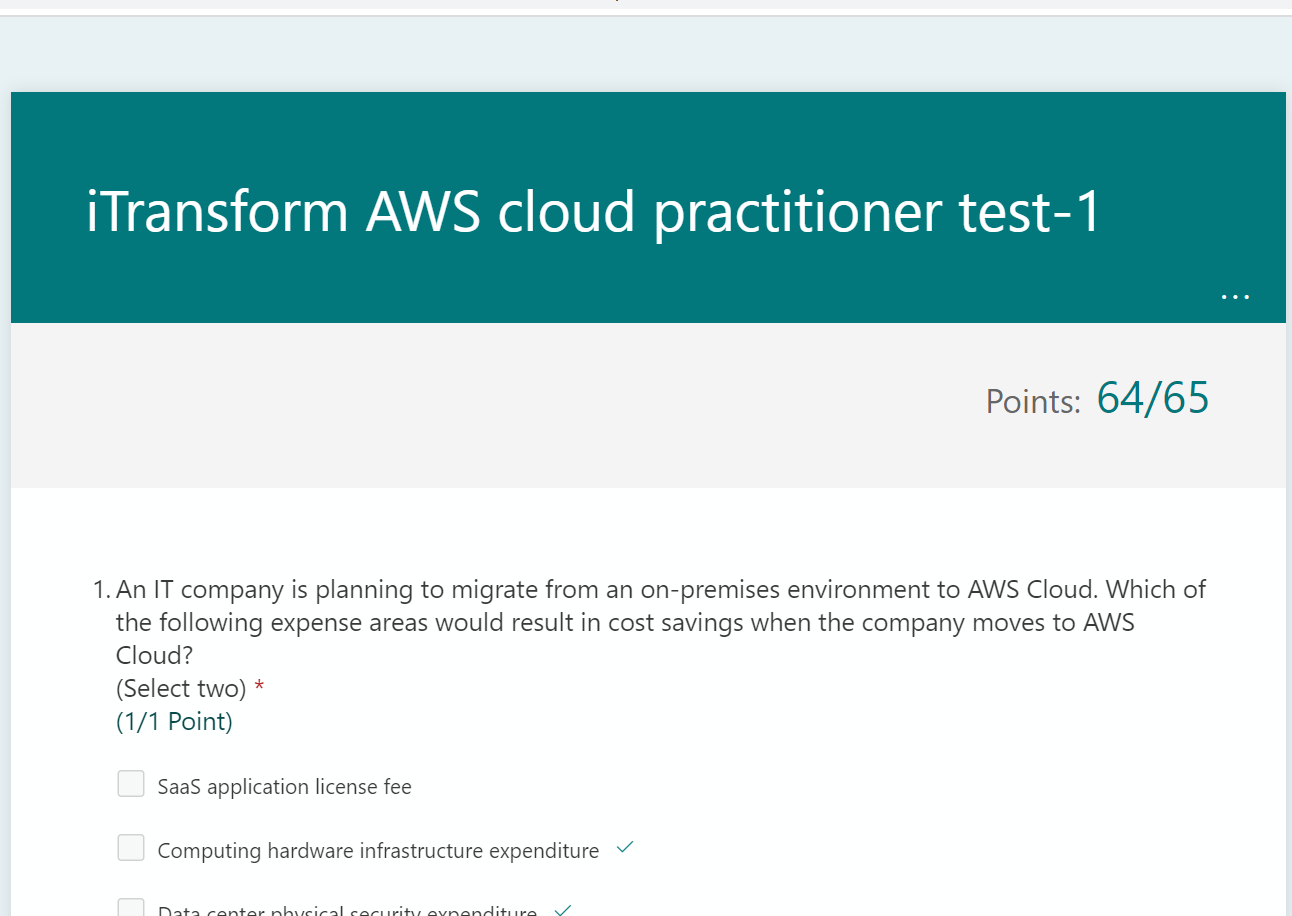 iTransform AWS cloud practitioner test-1
...
Points: 64/65
1. An IT company is planning to migrate from an on-premises environment to AWS Cloud. Which of
the following expense areas would result in cost savings when the company moves to AWS
Cloud?
(Select two) *
(1/1 Point)
SaaS application license fee
Computing hardware infrastructure expenditure
Data center physical security expenditure